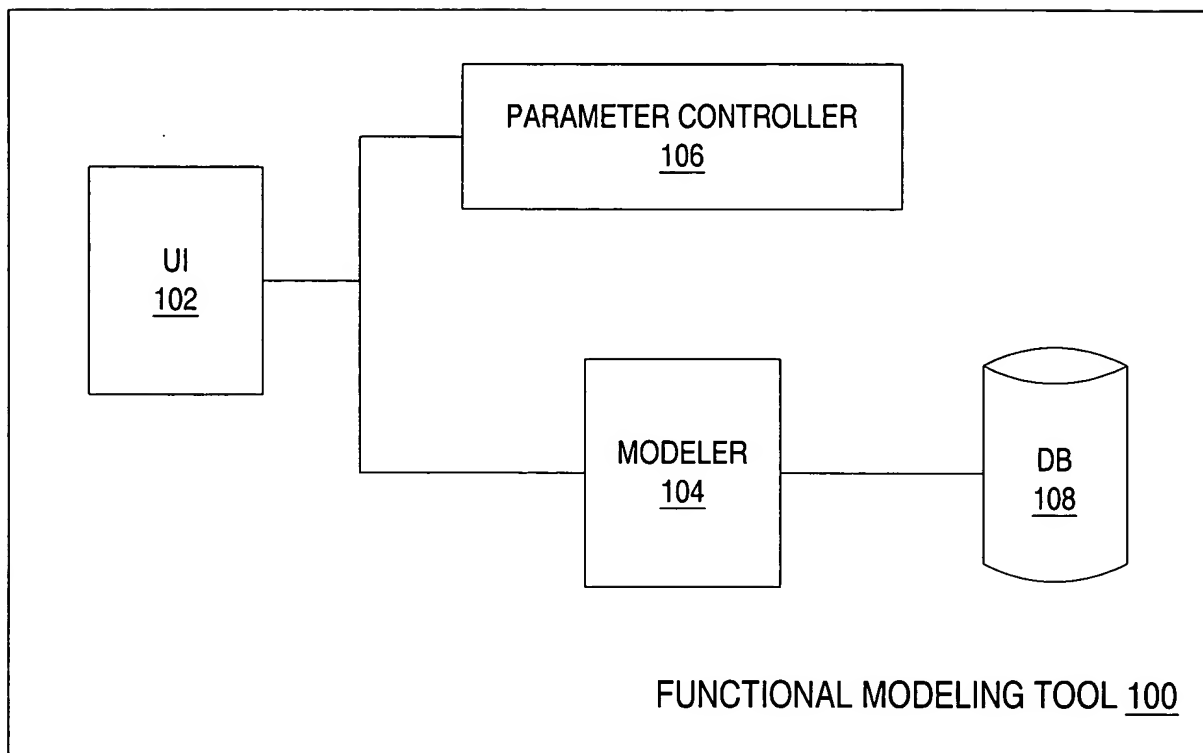 PARAMETER CONTROLLER
106
UI
102
MODELER
104
DB
108
FUNCTIONAL MODELING TOOL 100